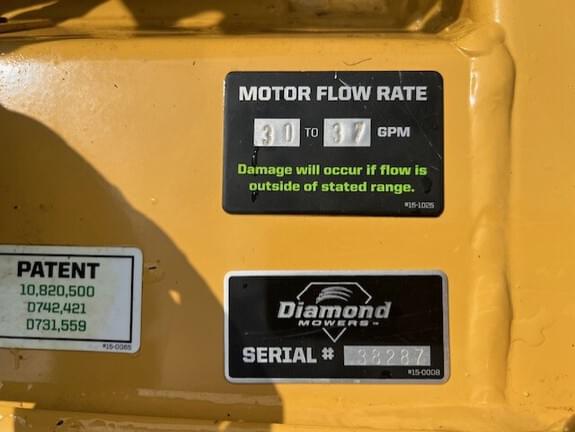 MOTOR FLOW RATE
30 TO 37 GPM
Damage will occur if flow is
outside of stated range.
#15-1025
PATENT
10,820,500
D742,421
D731,559
#15-0065
Diamond
MOWERS™
SERIAL # 38287
#15-0008